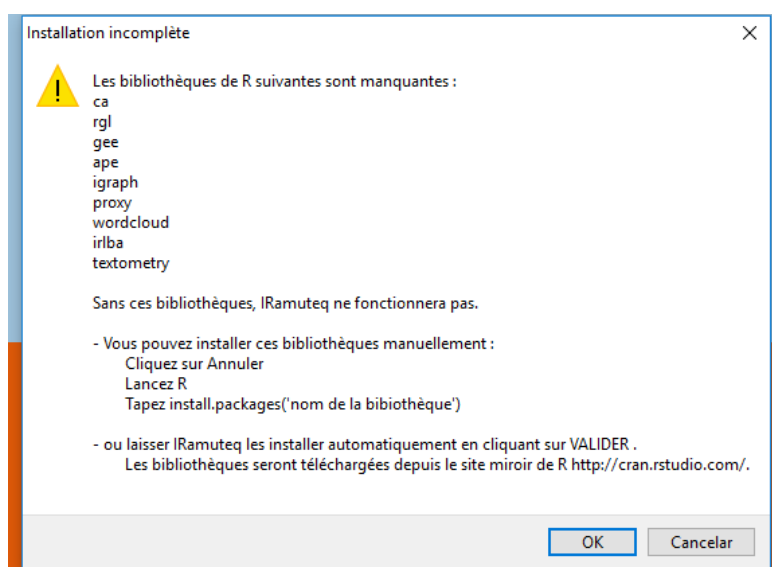 Installation incomplète
Les bibliothèques de R suivantes sont manquantes :
ca
rgl
gee
ape
igraph
proxy
wordcloud
irlba
textometry
Sans ces bibliothèques, IRamuteq ne fonctionnera pas.
- Vous pouvez installer ces bibliothèques manuellement :
Cliquez sur Annuler
Lancez R
Tapez install.packages('nom de la bibiothèque')
- ou laisser IRamuteq les installer automatiquement en cliquant sur VALIDER .
Les bibliothèques seront téléchargées depuis le site miroir de R http://cran.rstudio.com/.
OK
Cancelar